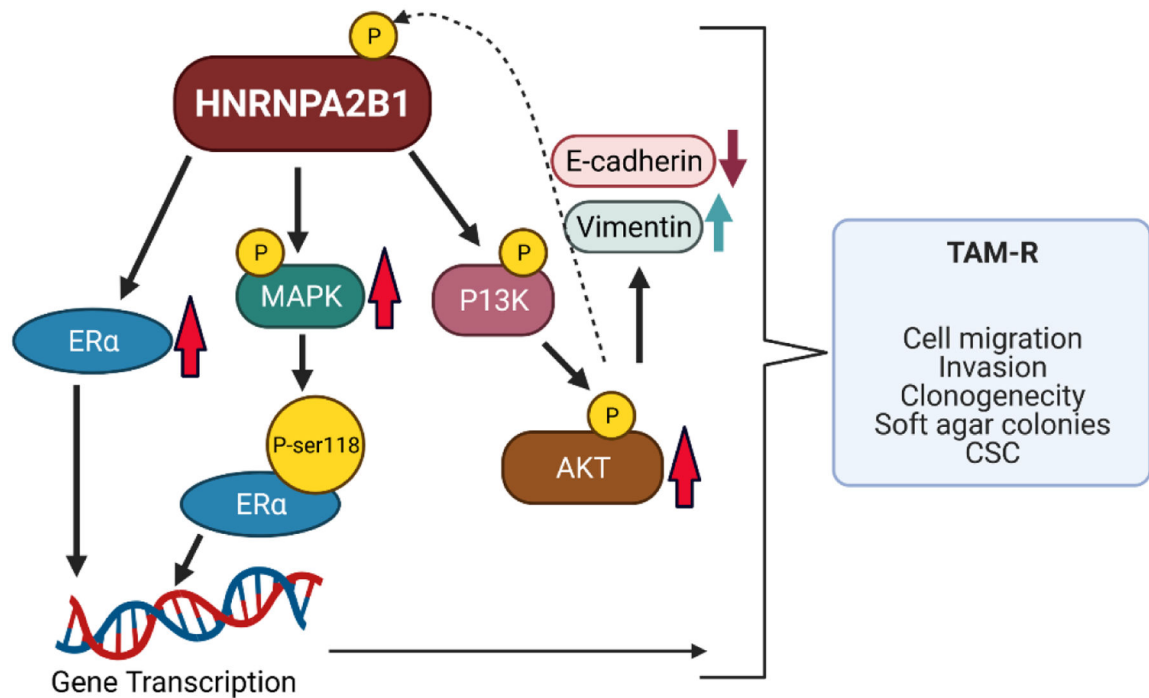 P
HNRNPA2B1
E-cadherin
Vimentin
P
MAPK
P
P13K
ERα
P-ser118
ERα
P
AKT
Gene Transcription
TAM-R
Cell migration
Invasion
Clonogenecity
Soft agar colonies
CSC